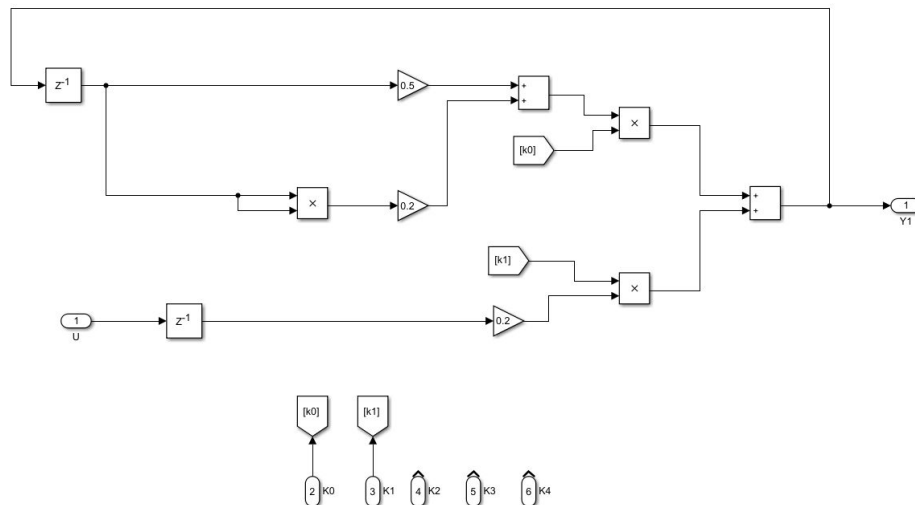 z⁻¹
0.5
+
+
[k0]
×
×
0.2
+
+
1
Y1
[k1]
×
1
U
z⁻¹
0.2
[k0]
[k1]
2
K0
3
K1
4
K2
5
K3
6
K4